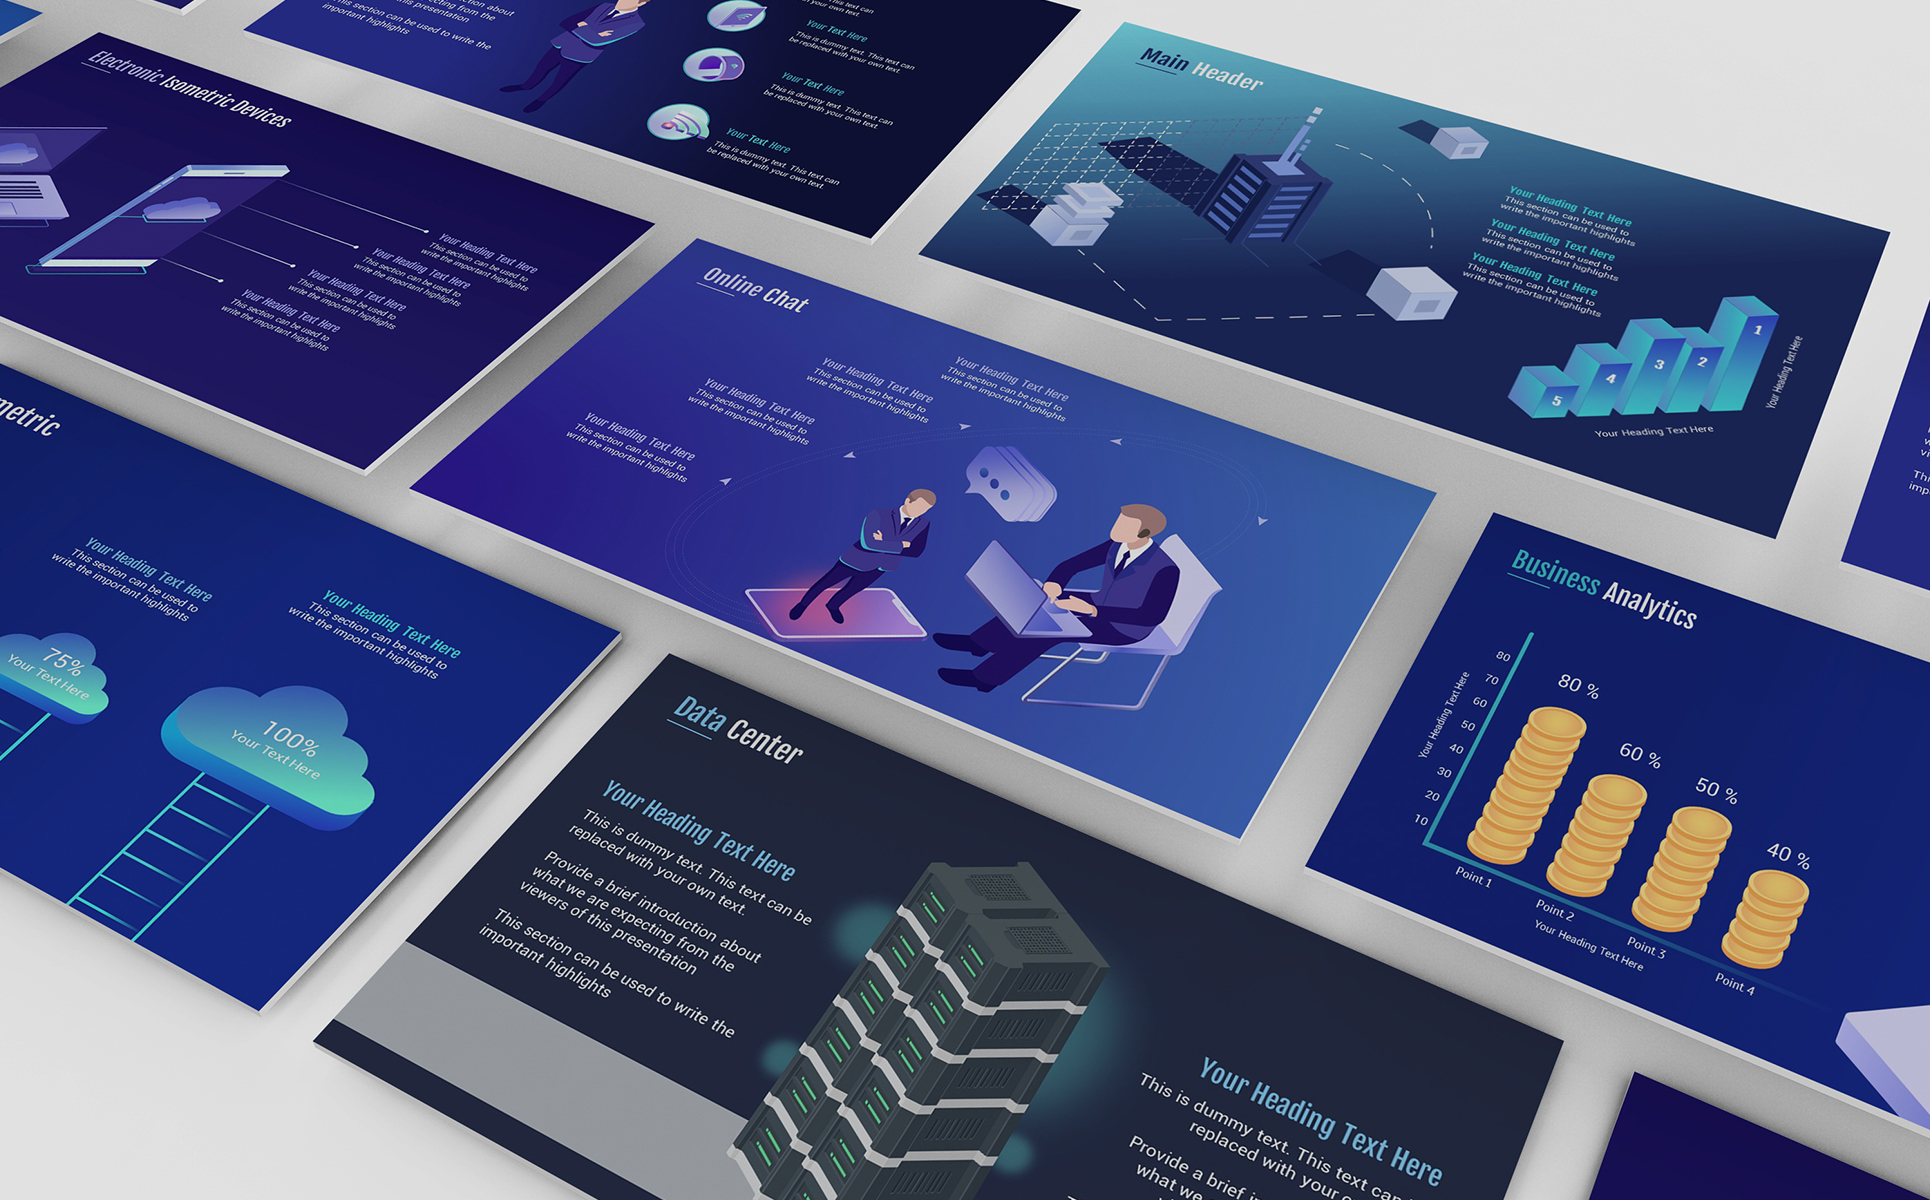 this presentation
This section can be used to write the
important highlights
your own text.
Your Text Here
This is dummy text. This text can
be replaced with your own text.
Your Text Here
This is dummy text. This text can
be replaced with your own text.
Your Text Here
This is dummy text. This text can
be replaced with your own text.
Main Header
Your Heading Text Here
This section can be used to
write the important highlights
Your Heading Text Here
This section can be used to
write the important highlights
Your Heading Text Here
This section can be used to
write the important highlights
1
2
3
4
5
Your Heading Text Here
Your Heading Text Here
Electronic Isometric Devices
Your Heading Text Here
This section can be used to
write the important highlights
Your Heading Text Here
This section can be used to
write the important highlights
Your Heading Text Here
This section can be used to
write the important highlights
Your Heading Text Here
This section can be used to
write the important highlights
Online Chat
Your Heading Text Here
This section can be used to
write the important highlights
Your Heading Text Here
This section can be used to
write the important highlights
Your Heading Text Here
This section can be used to
write the important highlights
Your Heading Text Here
This section can be used to
write the important highlights
Business Analytics
80
70
60
50
40
30
20
10
Your Heading Text Here
80 %
60 %
50 %
40 %
Point 1
Point 2
Point 3
Point 4
Your Heading Text Here
metric
Your Heading Text Here
This section can be used to
write the important highlights
Your Heading Text Here
This section can be used to
write the important highlights
75%
Your Text Here
100%
Your Text Here
Data Center
Your Heading Text Here
This is dummy text. This text can be
replaced with your own text.
Provide a brief introduction about
what we are expecting from the
viewers of this presentation
This section can be used to write the
important highlights
Your Heading Text Here
This is dummy text. This text can
replaced with your
Provide a brief
what we